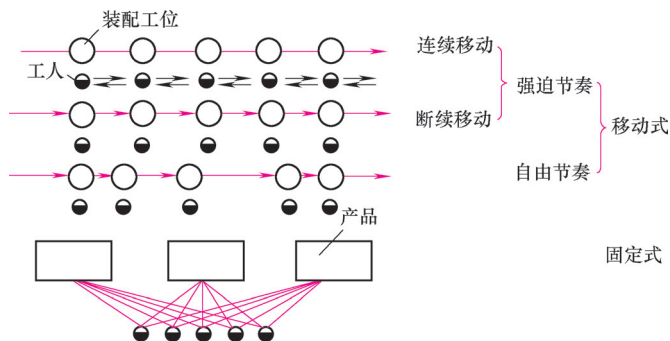 装配工位
连续移动
工人
强迫节奏
断续移动
移动式
自由节奏
产品
固定式